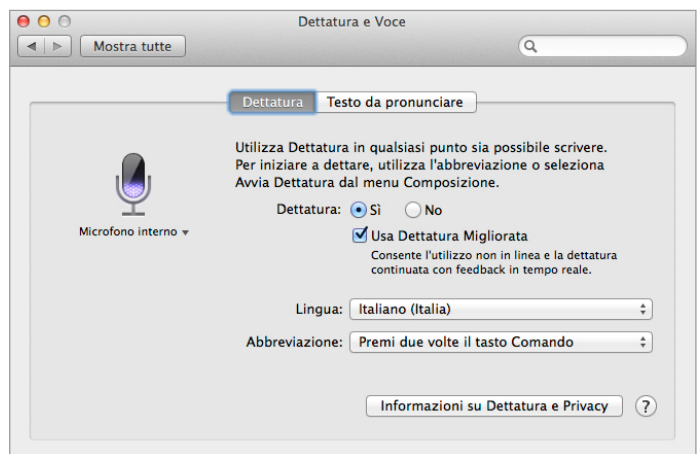 Dettatura e Voce
Mostra tutte
Dettatura Testo da pronunciare
Utilizza Dettatura in qualsiasi punto sia possibile scrivere.
Per iniziare a dettare, utilizza l'abbreviazione o seleziona
Avvia Dettatura dal menu Composizione.
Dettatura: Sì No
Microfono interno
Usa Dettatura Migliorata
Consente l'utilizzo non in linea e la dettatura
continuata con feedback in tempo reale.
Lingua: Italiano (Italia)
Abbreviazione: Premi due volte il tasto Comando
Informazioni su Dettatura e Privacy ?